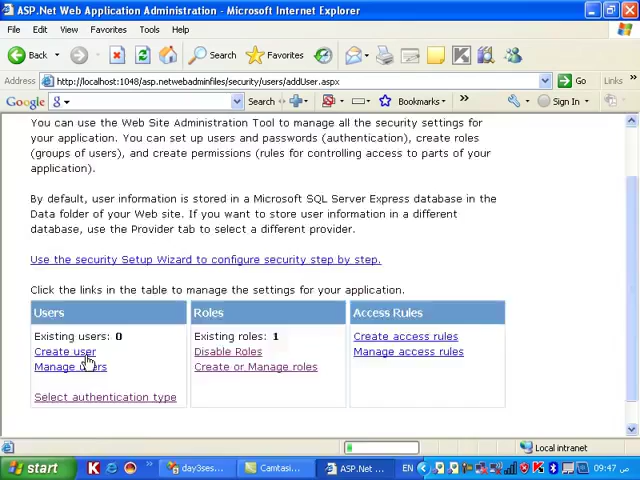 ASP.Net Web Application Administration - Microsoft Internet Explorer
File Edit View Favorites Tools Help
Back Search Favorites
Address http://localhost:1048/asp.netwebadminfiles/security/users/addUser.aspx Go Links
Google g Search Bookmarks Sign In
You can use the Web Site Administration Tool to manage all the security settings for
your application. You can set up users and passwords (authentication), create roles
(groups of users), and create permissions (rules for controlling access to parts of your
application).
By default, user information is stored in a Microsoft SQL Server Express database in the
Data folder of your Web site. If you want to store user information in a different
database, use the Provider tab to select a different provider.
Use the security Setup Wizard to configure security step by step.
Click the links in the table to manage the settings for your application.
Users Roles Access Rules
Existing users: 0 Existing roles: 1 Create access rules
Create user Disable Roles Manage access rules
Manage users Create or Manage roles
Select authentication type
Local intranet
start day3ses... Camtasi... ASP.Net ... EN 09:47 ص